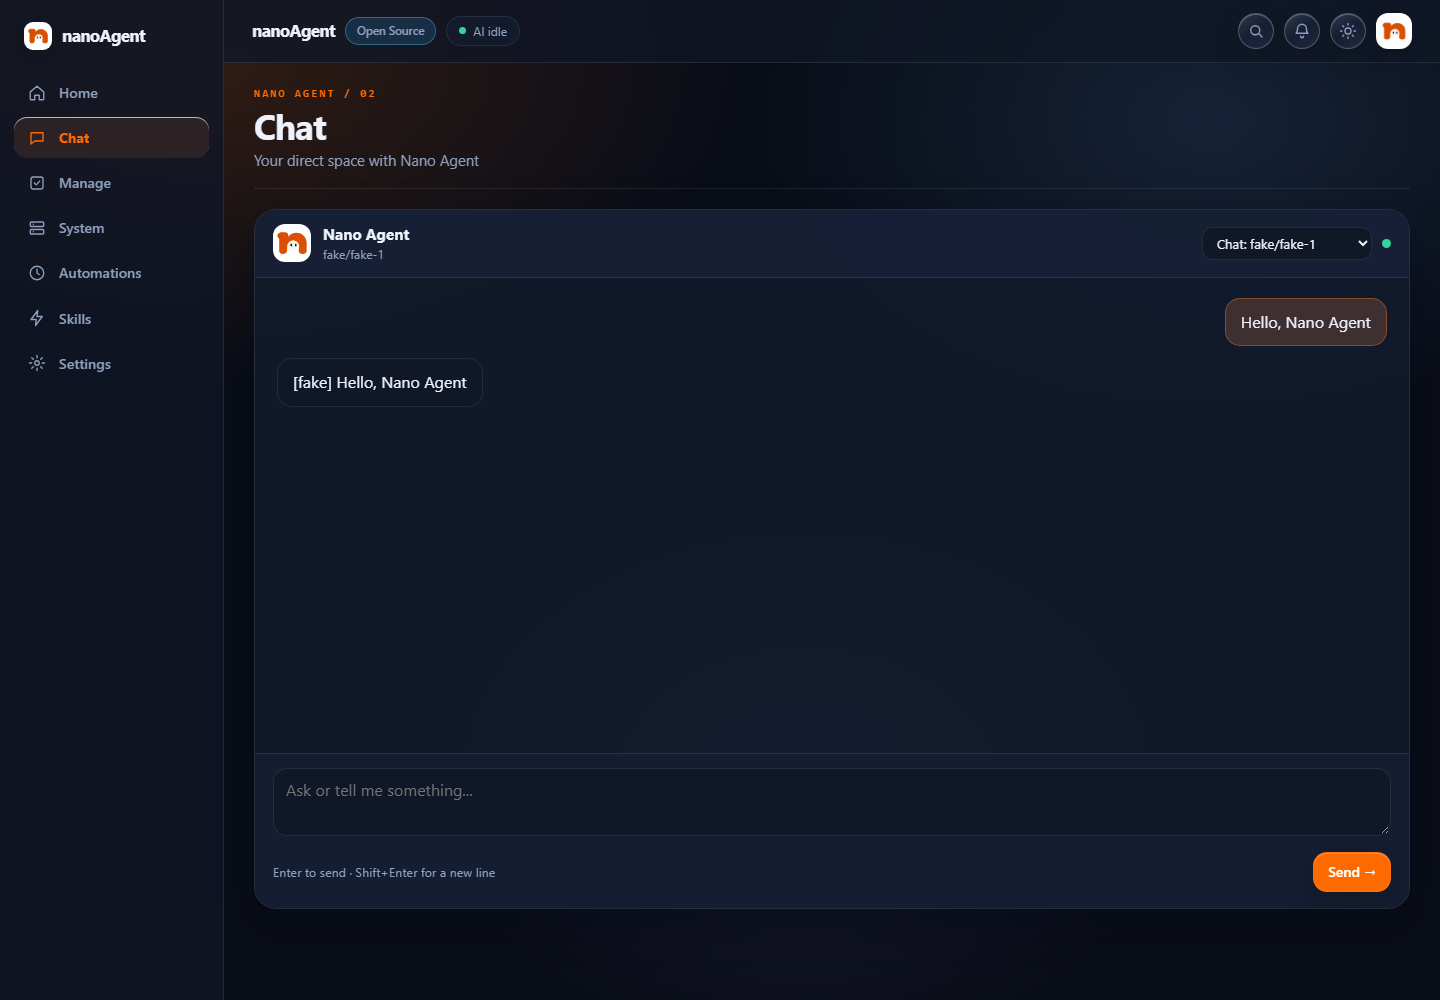 nanoAgent
Home
Chat
Manage
System
Automations
Skills
Settings
nanoAgent
Open Source
AI idle
NANO AGENT / 02
Chat
Your direct space with Nano Agent
Nano Agent
fake/fake-1
Chat: fake/fake-1
Hello, Nano Agent
[fake] Hello, Nano Agent
Ask or tell me something...
Enter to send · Shift+Enter for a new line
Send →